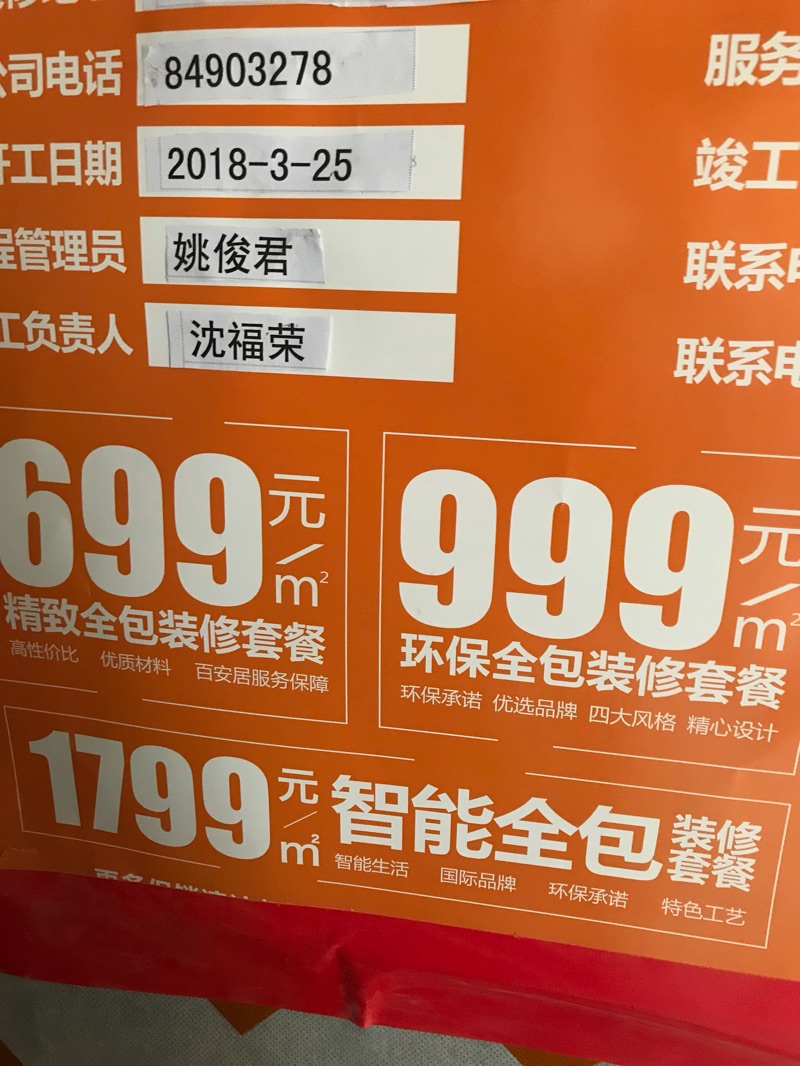 公司电话 84903278 服务
开工日期 2018-3-25 竣工
程管理员 姚俊君 联系电
工负责人 沈福荣 联系电
699元/m²
精致全包装修套餐
高性价比 优质材料 百安居服务保障
999元/m²
环保全包装修套餐
环保承诺 优选品牌 四大风格 精心设计
1799元/m² 智能全包装修套餐
智能生活 国际品牌 环保承诺 特色工艺